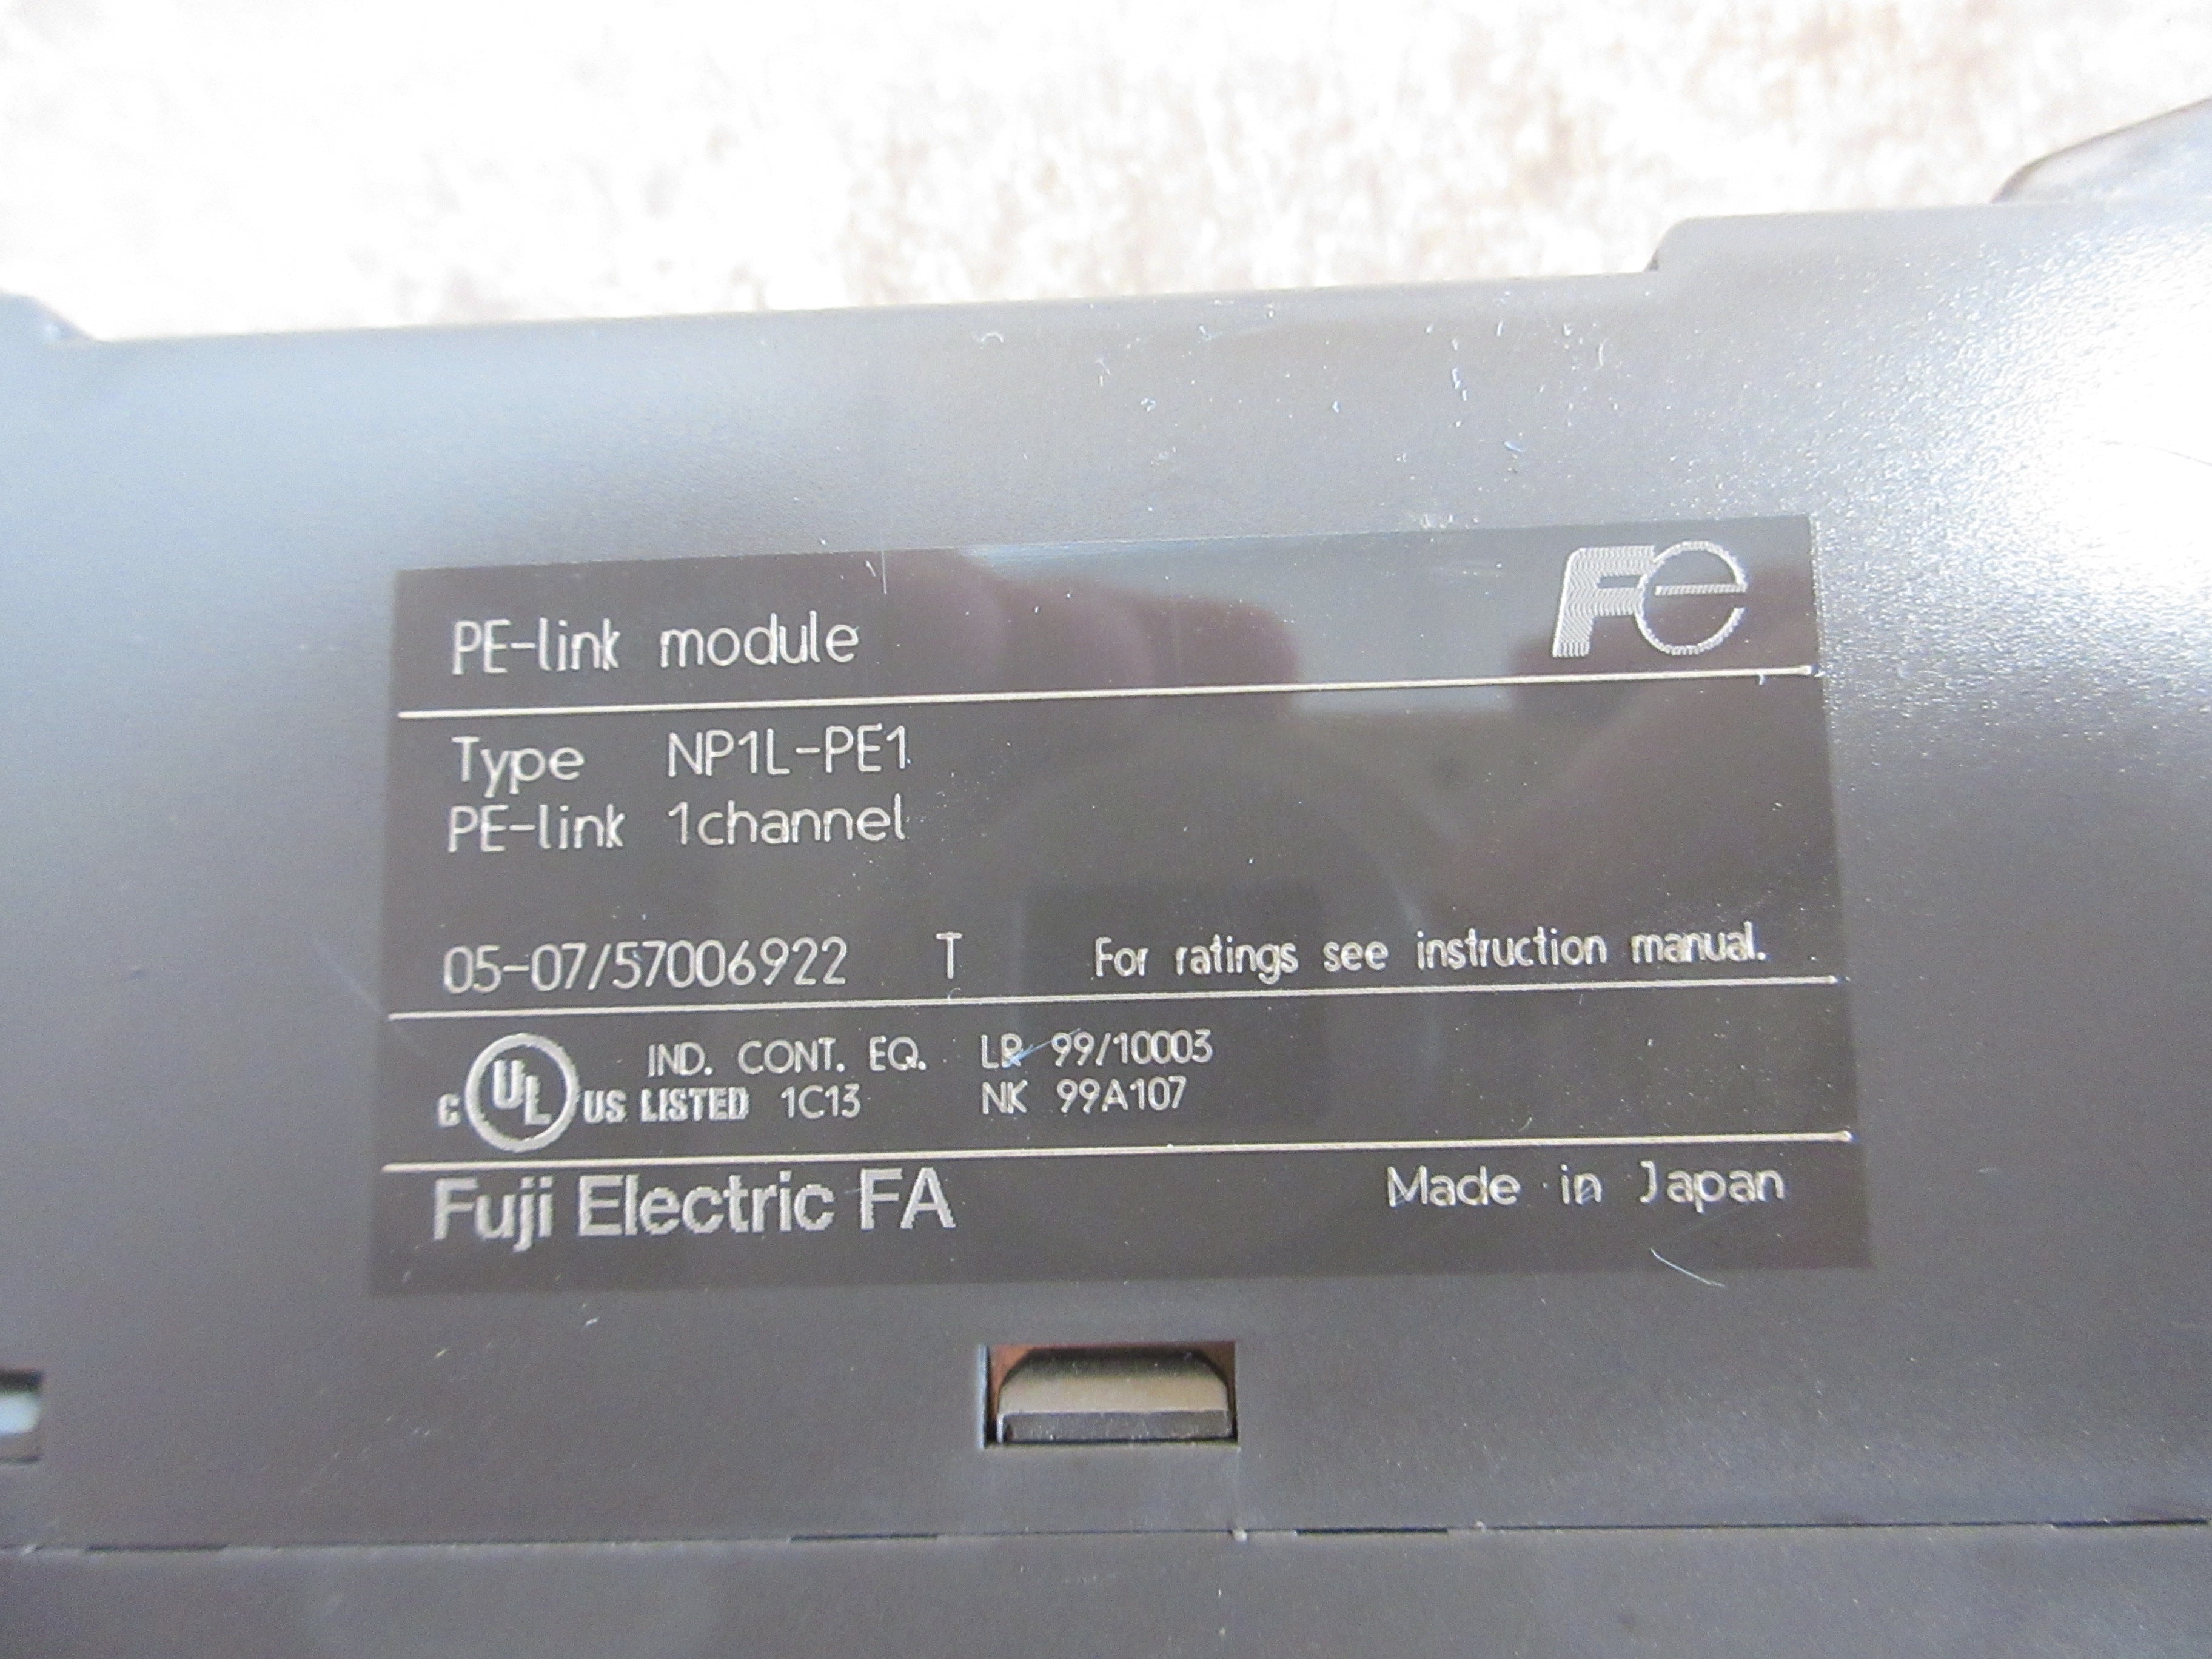 PE-link module
Fe
Type NP1L-PE1
PE-link 1channel
05-07/57006922 T For ratings see instruction manual.
IND. CONT. EQ. LR 99/10003
c UL US LISTED 1C13 NK 99A107
Fuji Electric FA Made in Japan